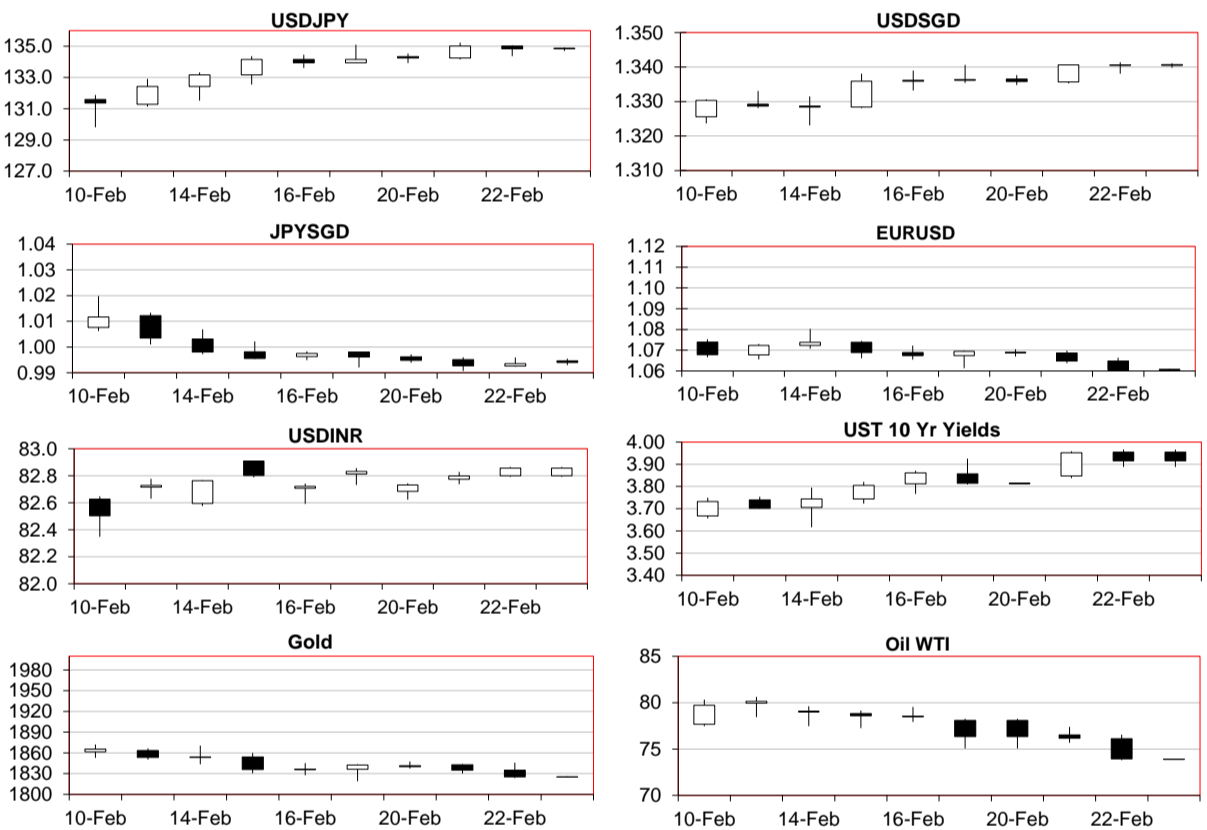 USDJPY
135.0
133.0
131.0
129.0
127.0
10-Feb 14-Feb 16-Feb 20-Feb 22-Feb
USDSGD
1.350
1.340
1.330
1.320
1.310
10-Feb 14-Feb 16-Feb 20-Feb 22-Feb
JPYSGD
1.04
1.03
1.02
1.01
1.00
0.99
10-Feb 14-Feb 16-Feb 20-Feb 22-Feb
EURUSD
1.12
1.11
1.10
1.08
1.07
1.06
10-Feb 14-Feb 16-Feb 20-Feb 22-Feb
USDINR
83.0
82.8
82.6
82.4
82.2
82.0
10-Feb 14-Feb 16-Feb 20-Feb 22-Feb
UST 10 Yr Yields
4.00
3.90
3.80
3.70
3.60
3.50
3.40
10-Feb 14-Feb 16-Feb 20-Feb 22-Feb
Gold
1980
1950
1920
1890
1860
1830
1800
10-Feb 14-Feb 16-Feb 20-Feb 22-Feb
Oil WTI
85
80
75
70
10-Feb 14-Feb 16-Feb 20-Feb 22-Feb